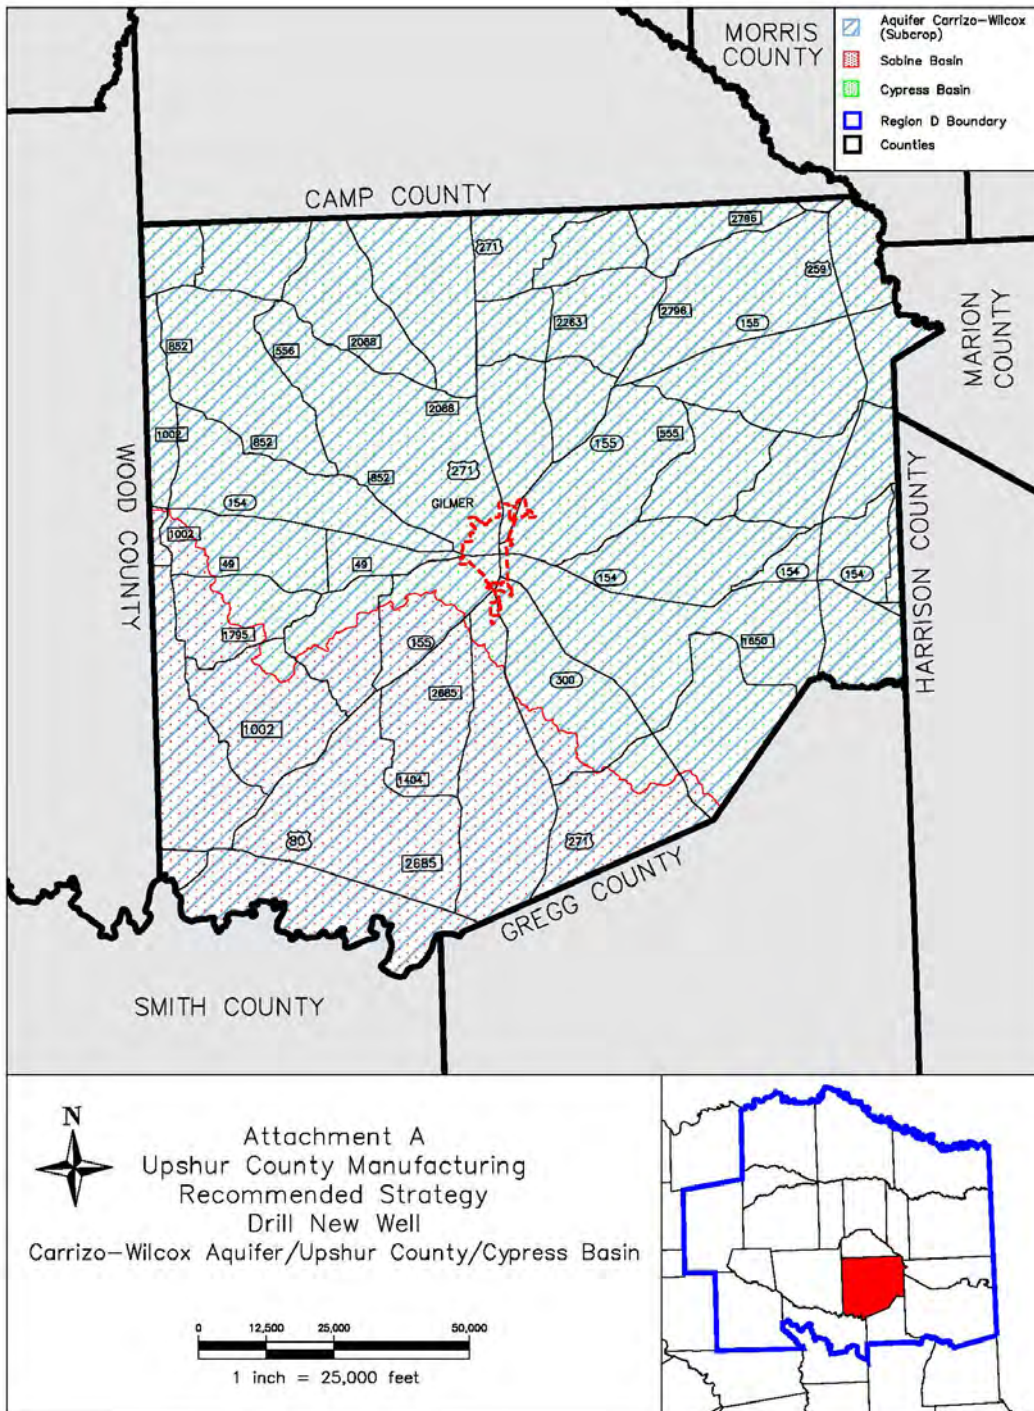 MORRIS
COUNTY
Aquifer Carrizo-Wilcox
(Subcrop)
Sabine Basin
Cypress Basin
Region D Boundary
Counties
CAMP COUNTY
271
2796
259
852
556
2088
2263
2796
155
MARION
COUNTY
2088
1002
852
852
271
155
555
WOOD COUNTY
154
GILMER
HARRISON COUNTY
1002
49
49
154
154
154
1795
155
1650
2685
300
1002
1404
80
2685
271
GREGG COUNTY
SMITH COUNTY
N
Attachment A
Upshur County Manufacturing
Recommended Strategy
Drill New Well
Carrizo-Wilcox Aquifer/Upshur County/Cypress Basin
0 12,500 25,000 50,000
1 inch = 25,000 feet